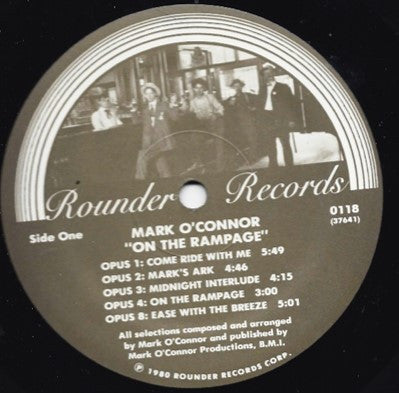 Rounder Records
Side One
MARK O'CONNOR
"ON THE RAMPAGE"
0118
(37641)
OPUS 1: COME RIDE WITH ME 5:49
OPUS 2: MARK'S ARK 4:46
OPUS 3: MIDNIGHT INTERLUDE 4:15
OPUS 4: ON THE RAMPAGE 3:00
OPUS 8: EASE WITH THE BREEZE 5:01
All selections composed and arranged
by Mark O'Connor and published by
Mark O'Connor Productions, B.M.I.
℗ 1980 ROUNDER RECORDS CORP.